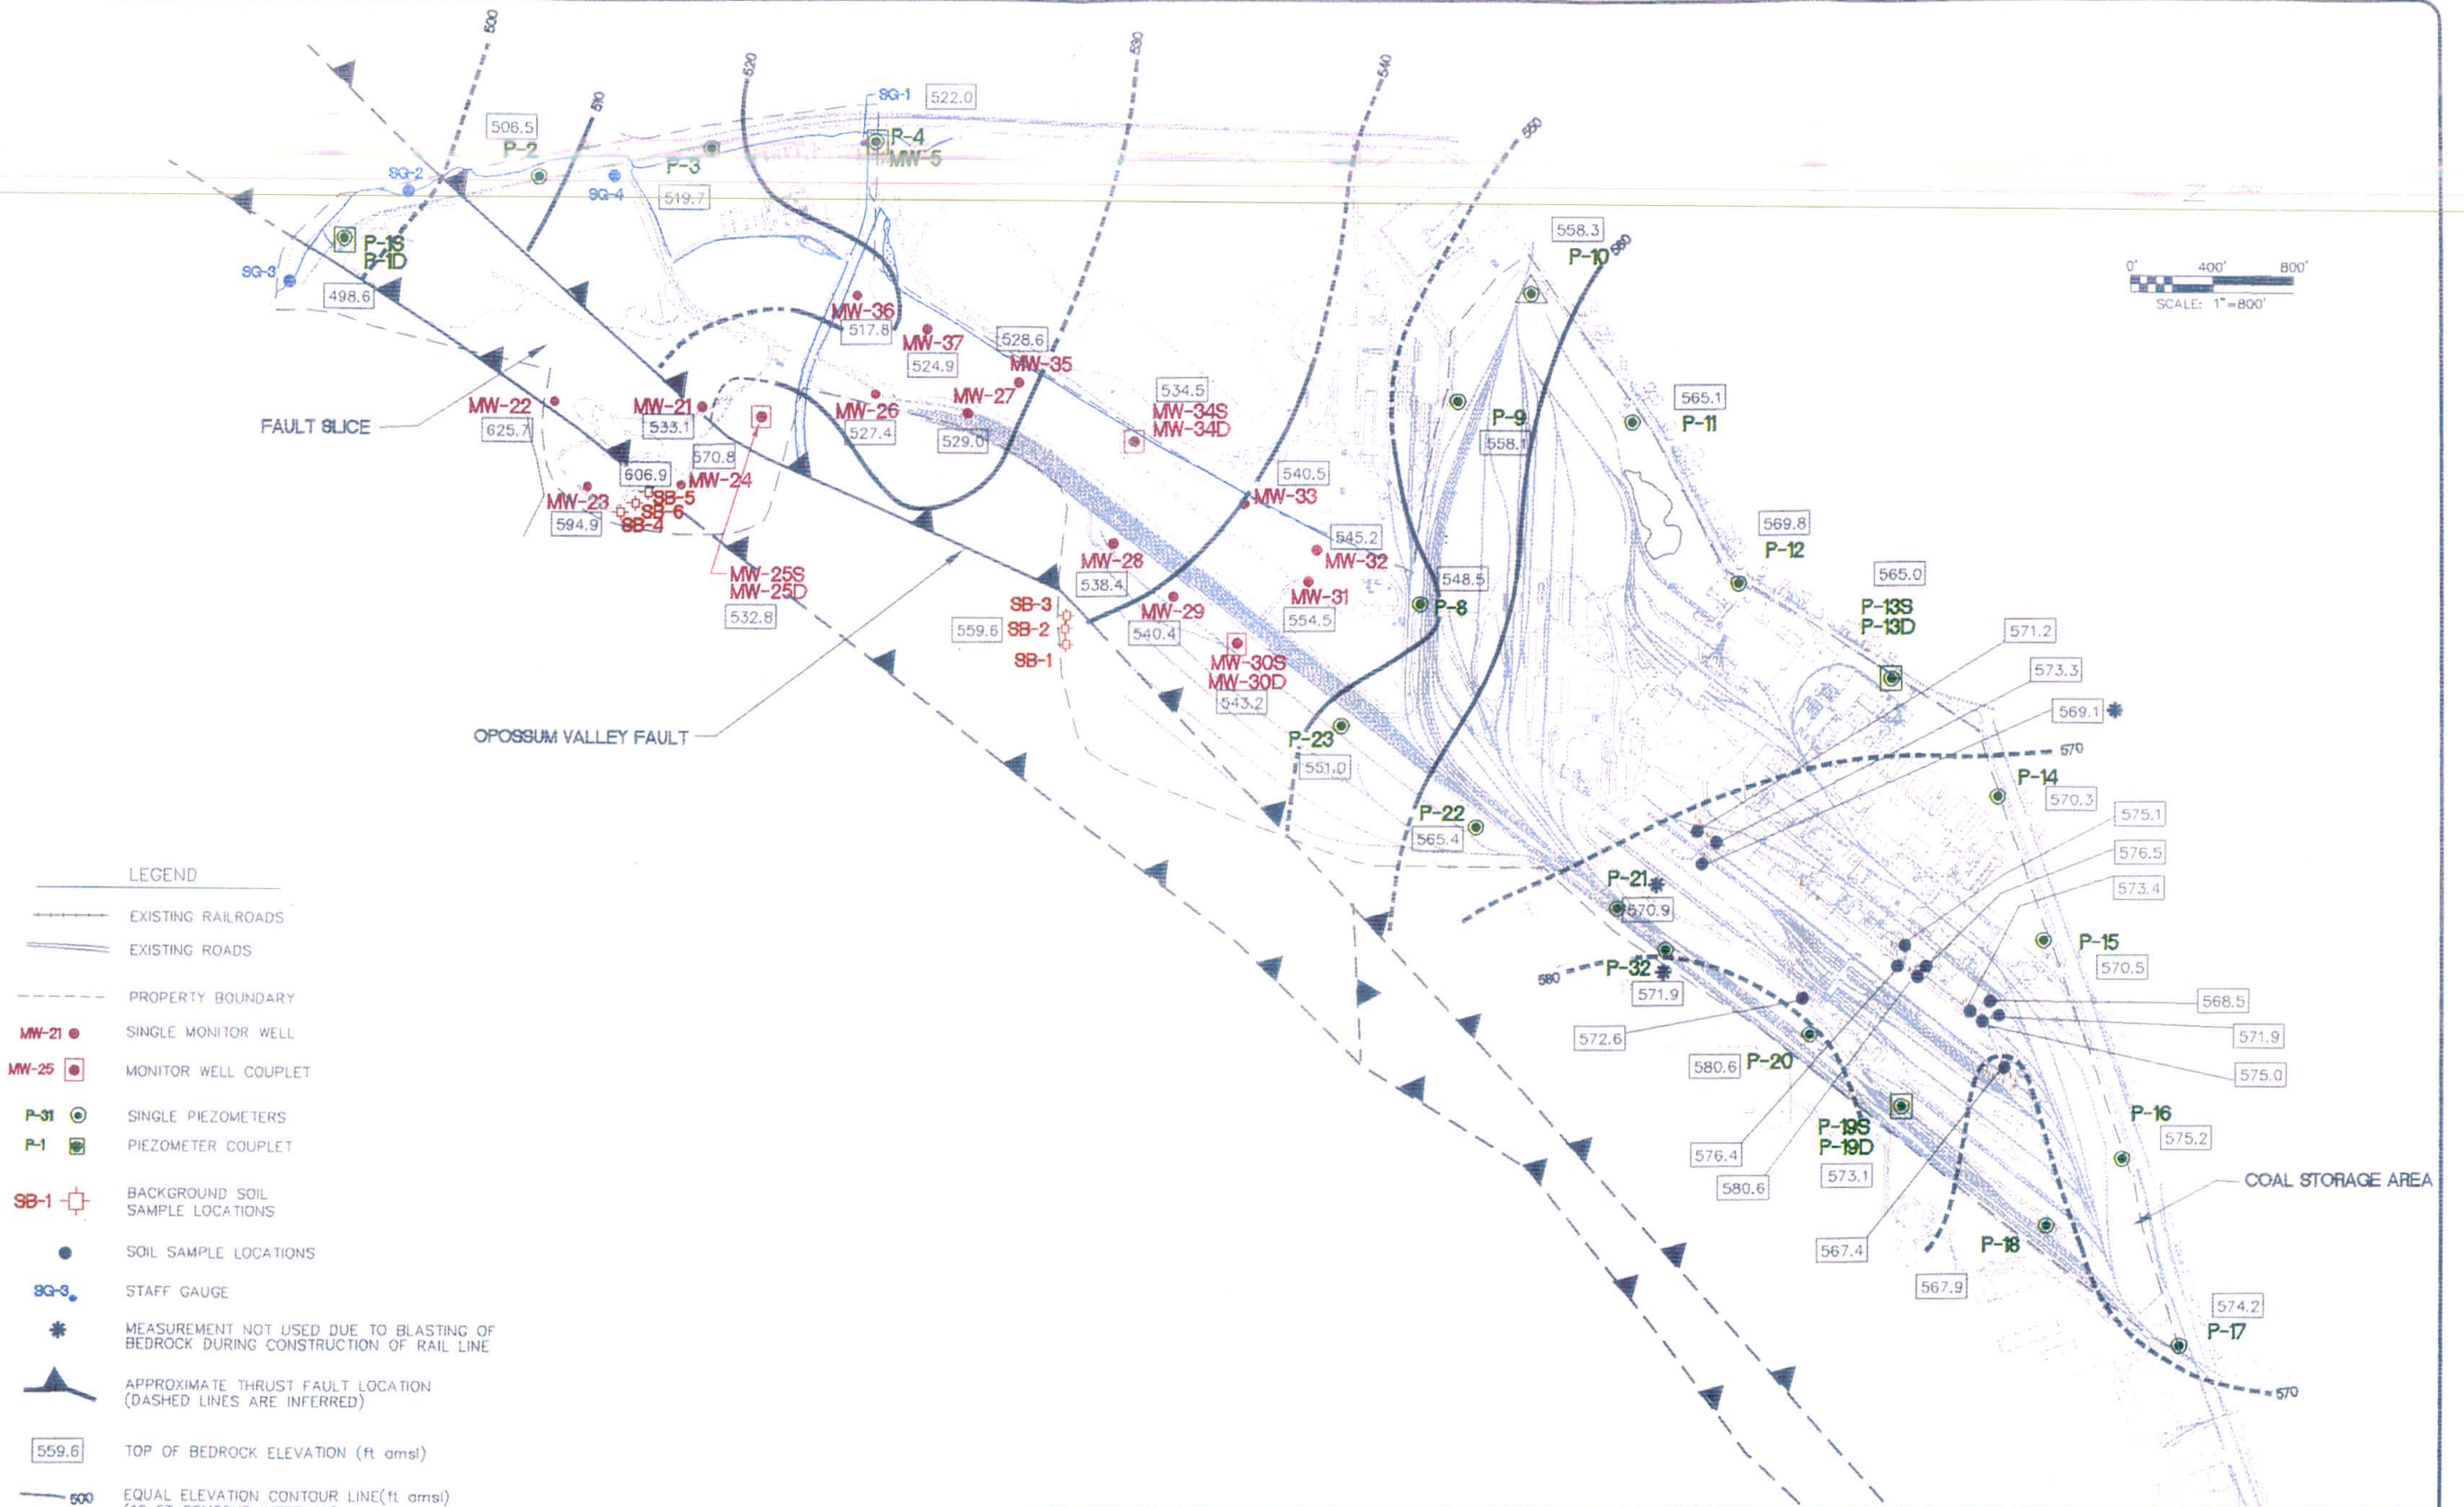 500
530
520
540
510
SG-1
522.0
550
506.5
P-2
P-4
MW-5
P-3
SG-2
SG-4
519.7
558.3
P-10
560
P-1S
P-1D
SG-3
498.6
0' 400' 800'
SCALE: 1"=800'
MW-36
517.8
MW-37
524.9
528.6
MW-35
MW-27
529.0
MW-26
527.4
534.5
MW-34S
MW-34D
P-9
558.1
565.1
P-11
FAULT SLICE
MW-22
625.7
MW-21
533.1
570.8
MW-24
606.9
SB-5
SB-6
SB-4
MW-23
594.9
540.5
MW-33
545.2
MW-32
569.8
P-12
MW-25S
MW-25D
532.8
MW-28
538.4
MW-31
554.5
548.5
P-8
565.0
P-13S
P-13D
SB-3
559.6
SB-2
SB-1
MW-29
540.4
MW-30S
MW-30D
543.2
571.2
573.3
569.1
OPOSSUM VALLEY FAULT
P-23
551.0
570
P-14
570.3
P-22
565.4
575.1
576.5
573.4
P-21
570.9
P-15
570.5
580
P-32
571.9
572.6
568.5
571.9
575.0
580.6
P-20
P-16
575.2
P-19S
P-19D
573.1
576.4
580.6
COAL STORAGE AREA
567.4
P-18
567.9
574.2
P-17
570
LEGEND
EXISTING RAILROADS
EXISTING ROADS
PROPERTY BOUNDARY
MW-21 SINGLE MONITOR WELL
MW-25 MONITOR WELL COUPLET
P-31 SINGLE PIEZOMETERS
P-1 PIEZOMETER COUPLET
SB-1 BACKGROUND SOIL
SAMPLE LOCATIONS
SOIL SAMPLE LOCATIONS
SG-3 STAFF GAUGE
MEASUREMENT NOT USED DUE TO BLASTING OF
BEDROCK DURING CONSTRUCTION OF RAIL LINE
APPROXIMATE THRUST FAULT LOCATION
(DASHED LINES ARE INFERRED)
559.6 TOP OF BEDROCK ELEVATION (ft amsl)
500 EQUAL ELEVATION CONTOUR LINE(ft amsl)